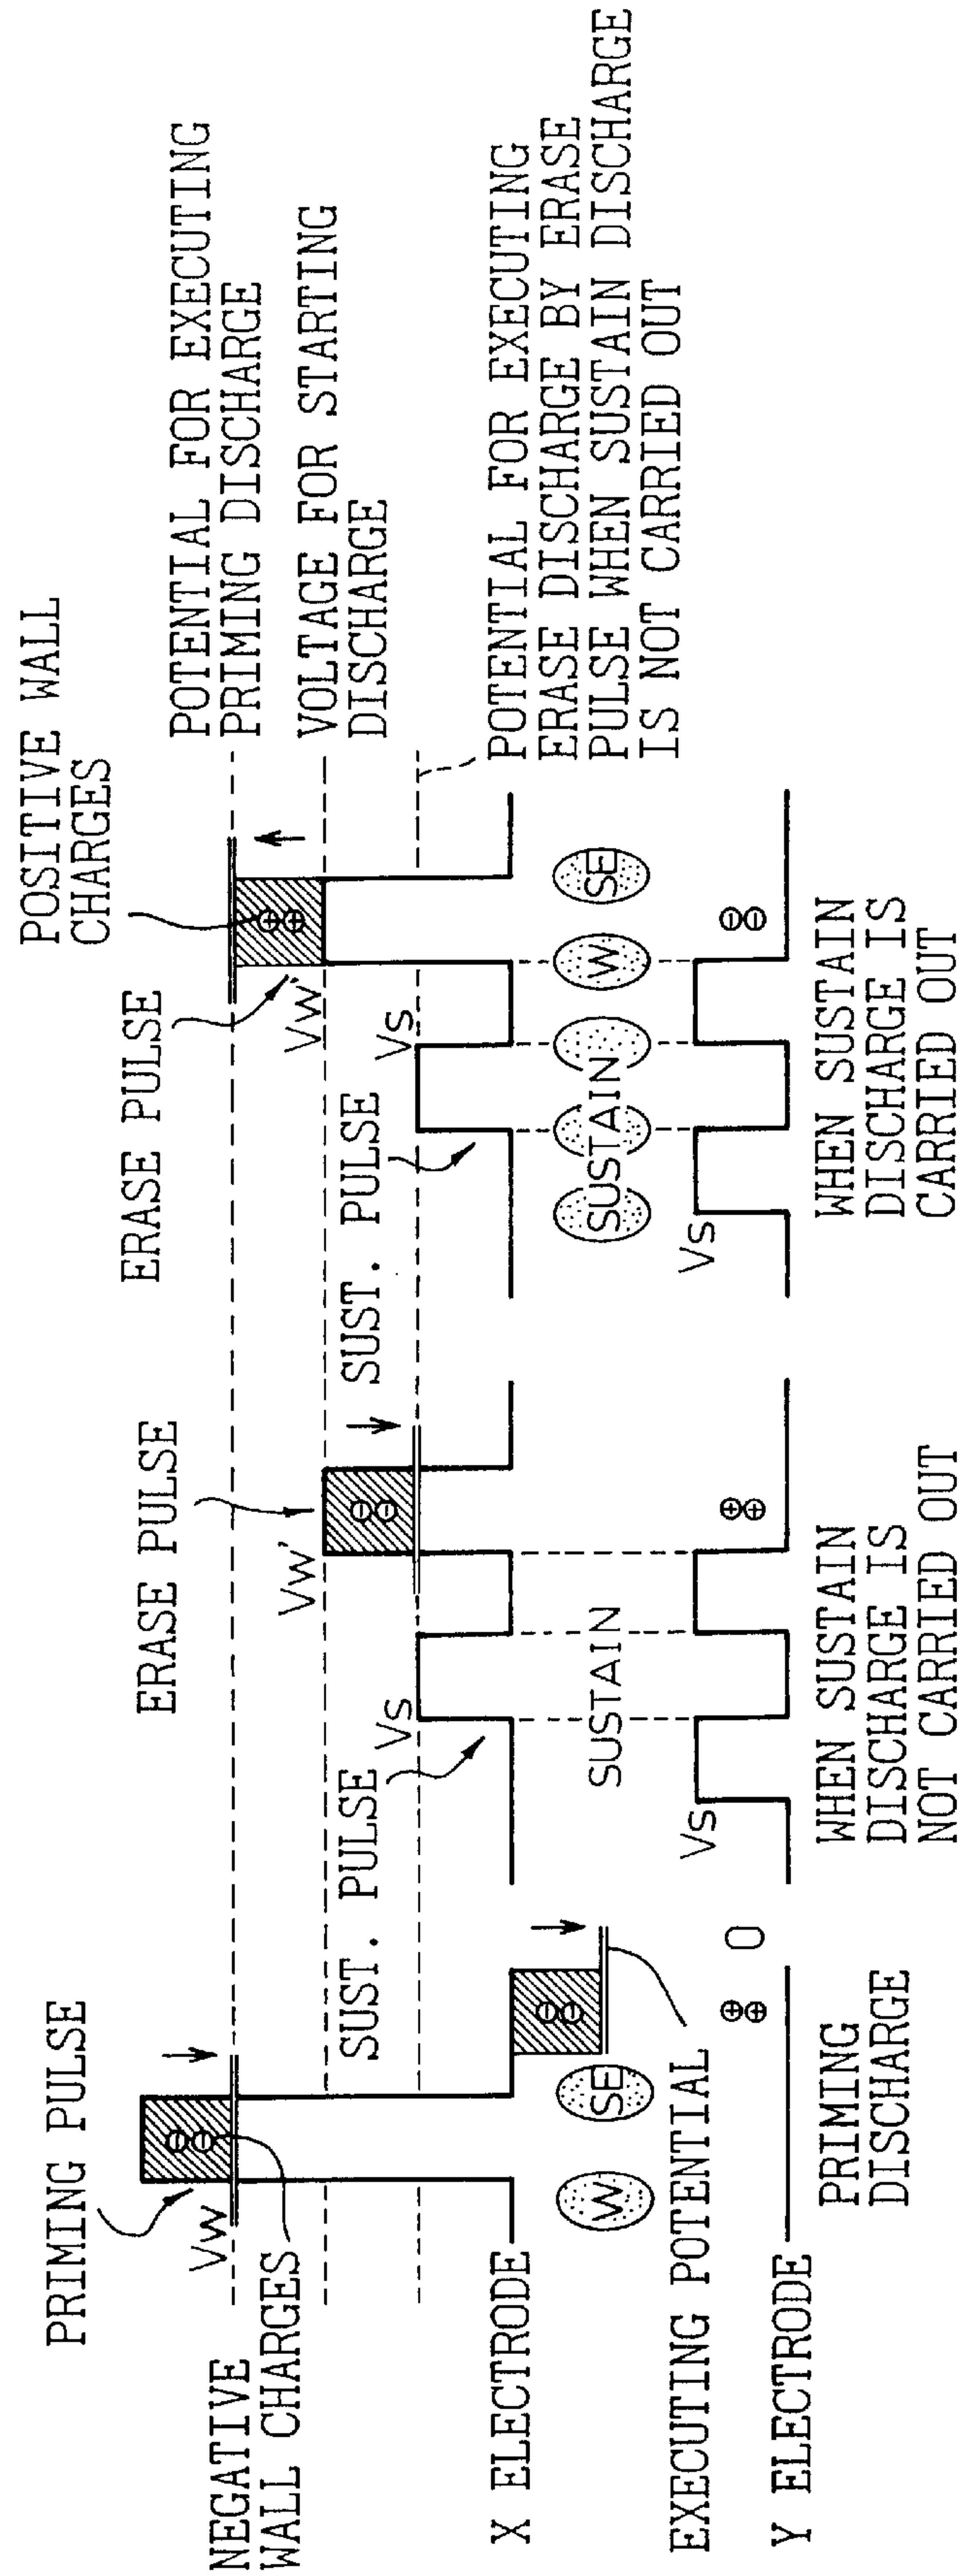 PRIMING PULSE
Vw
NEGATIVE
WALL CHARGES
⊖⊖
X ELECTRODE
W
SE
⊖⊖
EXECUTING POTENTIAL
⊕⊕
0
Y ELECTRODE
PRIMING
DISCHARGE
ERASE PULSE
Vw'
⊖⊖
SUST. PULSE
Vs
SUSTAIN
⊕⊕
Vs
WHEN SUSTAIN
DISCHARGE IS
NOT CARRIED OUT
POSITIVE WALL
CHARGES
ERASE PULSE
Vw'
⊕⊕
SUST. PULSE
Vs
SUSTAIN
W
SE
⊖⊖
Vs
WHEN SUSTAIN
DISCHARGE IS
CARRIED OUT
POTENTIAL FOR EXECUTING
PRIMING DISCHARGE
VOLTAGE FOR STARTING
DISCHARGE
POTENTIAL FOR EXECUTING
ERASE DISCHARGE BY ERASE
PULSE WHEN SUSTAIN DISCHARGE
IS NOT CARRIED OUT